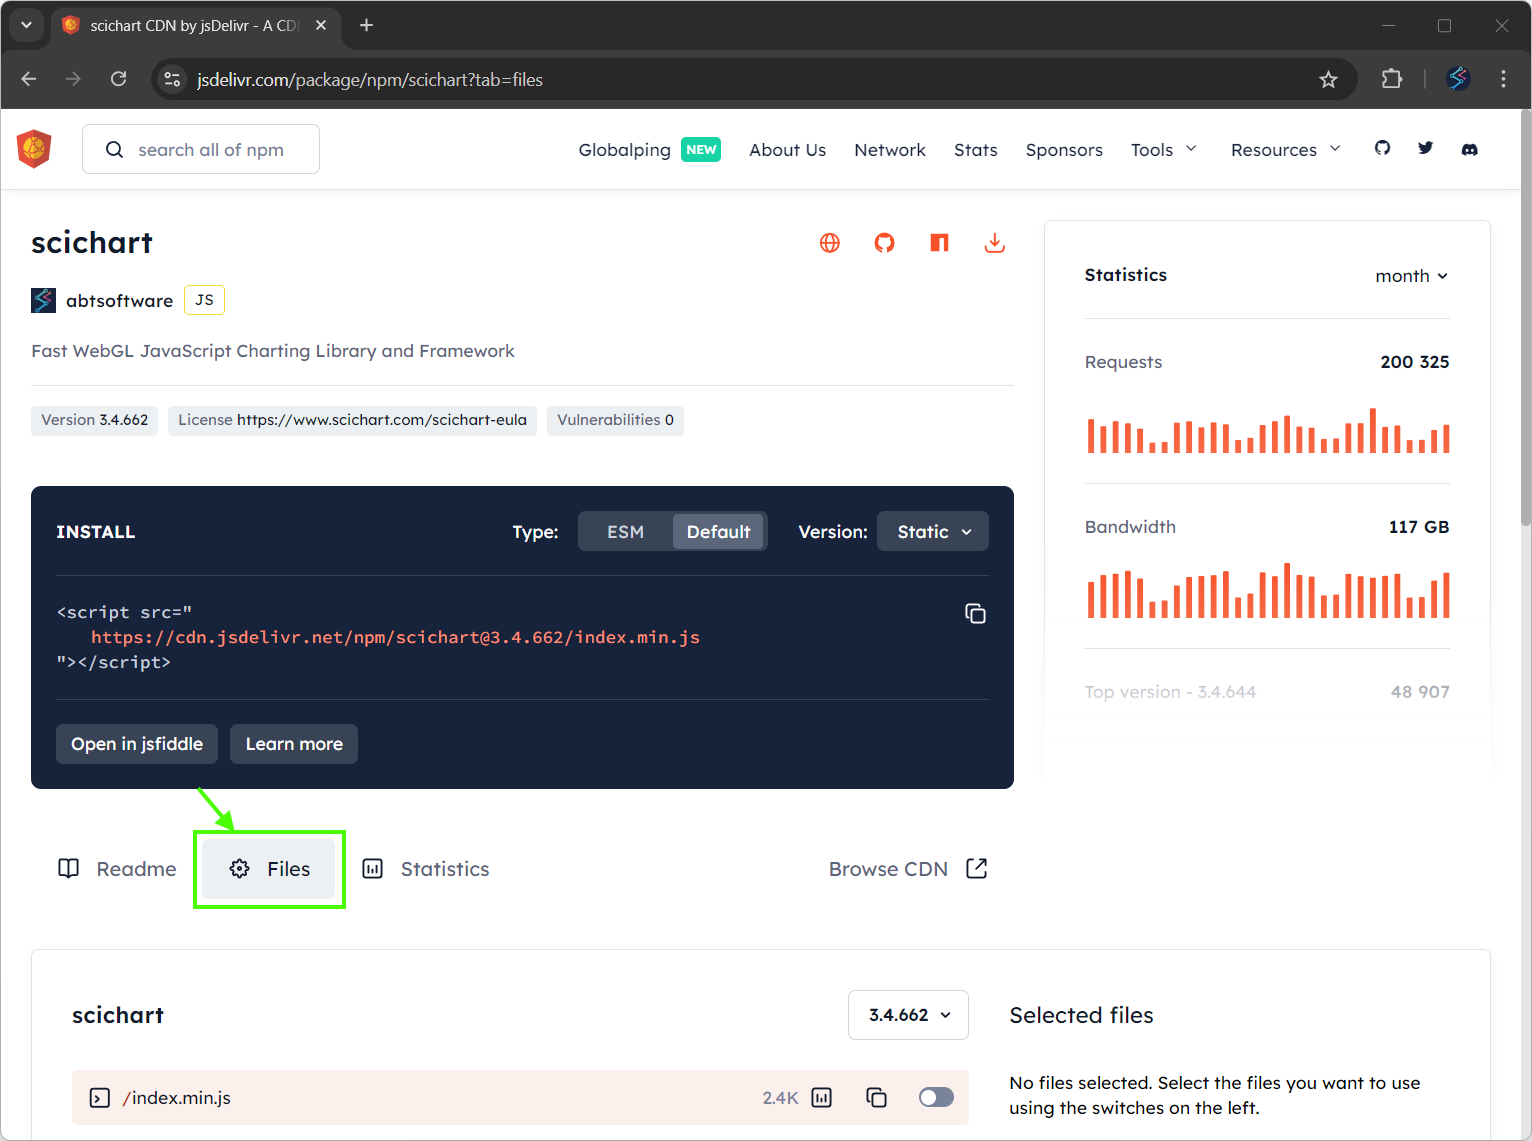 scichart CDN by jsDelivr - A CD
jsdelivr.com/package/npm/scichart?tab=files
search all of npm
Globalping NEW About Us Network Stats Sponsors Tools Resources
scichart
abtsoftware JS
Fast WebGL JavaScript Charting Library and Framework
Version 3.4.662 License https://www.scichart.com/scichart-eula Vulnerabilities 0
Statistics month
Requests 200 325
Bandwidth 117 GB
Top version - 3.4.644 48 907
INSTALL Type: ESM Default Version: Static
<script src="
https://cdn.jsdelivr.net/npm/scichart@3.4.662/index.min.js
"></script>
Open in jsfiddle Learn more
Readme Files Statistics Browse CDN
scichart 3.4.662
/index.min.js 2.4K
Selected files
No files selected. Select the files you want to use
using the switches on the left.